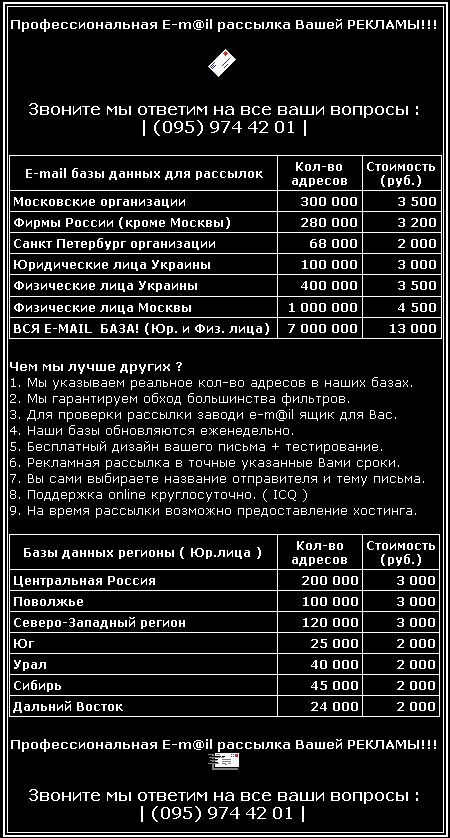 Профессиональная E-m@il рассылка Вашей РЕКЛАМЫ!!!
Звоните мы ответим на все ваши вопросы :
| (095) 974 42 01 |
E-mail базы данных для рассылок Кол-во адресов Стоимость (руб.)
Московские организации 300 000 3 500
Фирмы России (кроме Москвы) 280 000 3 200
Санкт Петербург организации 68 000 2 000
Юридические лица Украины 100 000 3 000
Физические лица Украины 400 000 3 500
Физические лица Москвы 1 000 000 4 500
ВСЯ E-MAIL БАЗА! (Юр. и Физ. лица) 7 000 000 13 000
Чем мы лучше других ?
1. Мы указываем реальное кол-во адресов в наших базах.
2. Мы гарантируем обход большинства фильтров.
3. Для проверки рассылки заводи e-m@il ящик для Вас.
4. Наши базы обновляются еженедельно.
5. Бесплатный дизайн вашего письма + тестирование.
6. Рекламная рассылка в точные указанные Вами сроки.
7. Вы сами выбираете название отправителя и тему письма.
8. Поддержка online круглосуточно. ( ICQ )
9. На время рассылки возможно предоставление хостинга.
Базы данных регионы ( Юр.лица ) Кол-во адресов Стоимость (руб.)
Центральная Россия 200 000 3 000
Поволжье 100 000 3 000
Северо-Западный регион 120 000 3 000
Юг 25 000 2 000
Урал 40 000 2 000
Сибирь 45 000 2 000
Дальний Восток 24 000 2 000
Профессиональная E-m@il рассылка Вашей РЕКЛАМЫ!!!
Звоните мы ответим на все ваши вопросы :
| (095) 974 42 01 |